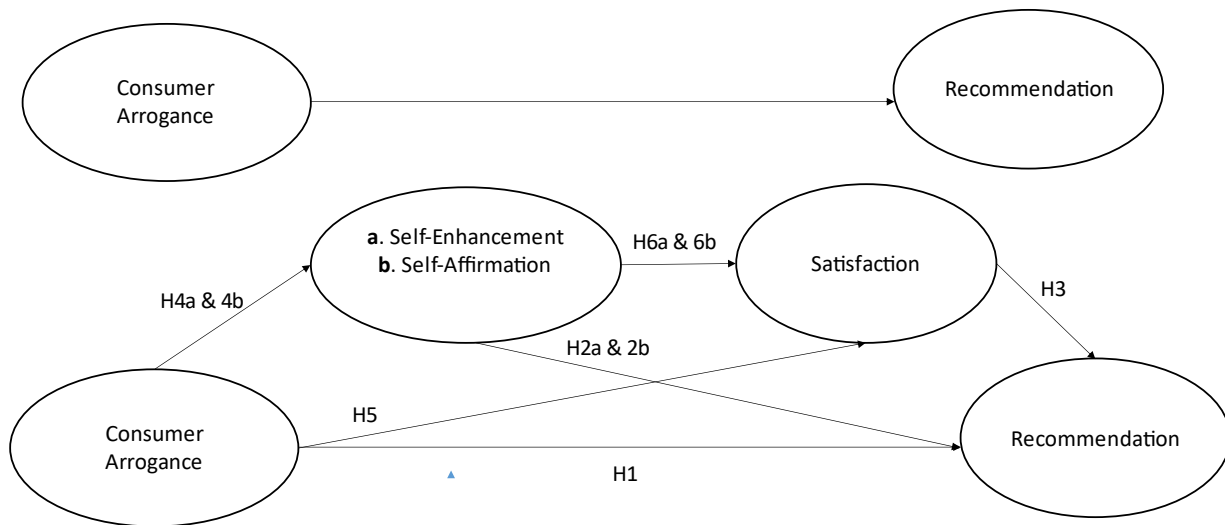 Consumer
Arrogance
Recommendation
a. Self-Enhancement
b. Self-Affirmation
H6a & 6b
Satisfaction
H4a & 4b
H3
H2a & 2b
H5
Consumer
Arrogance
Recommendation
H1